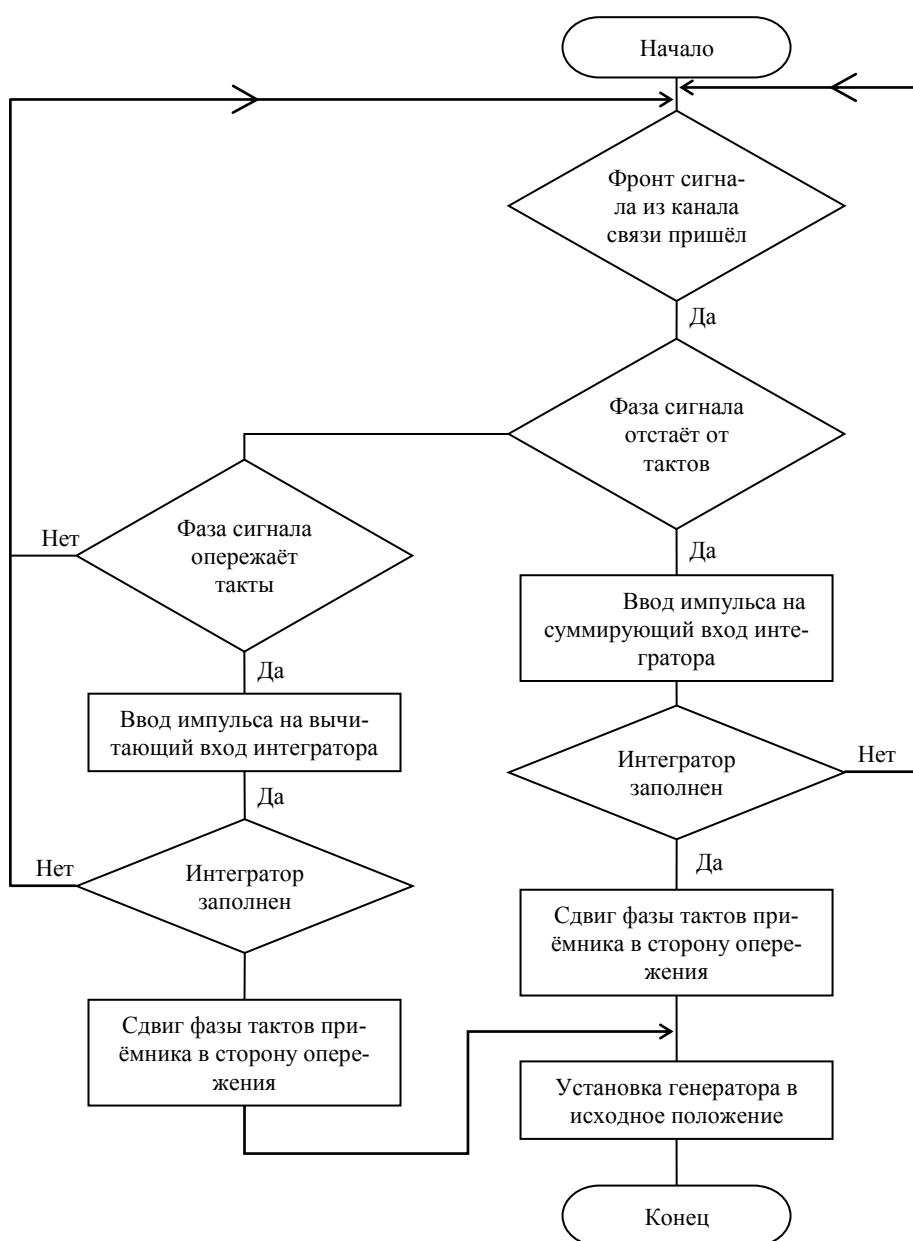 Начало
Фронт сигна-
ла из канала
связи пришёл
Да
Фаза сигнала
отстаёт от
тактов
Нет
Фаза сигнала
опережает
такты
Да
Ввод импульса на
суммирующий вход инте-
гратора
Да
Ввод импульса на вычи-
тающий вход интегратора
Интегратор
заполнен
Нет
Да
Нет
Интегратор
заполнен
Да
Сдвиг фазы тактов при-
ёмника в сторону опере-
жения
Сдвиг фазы тактов при-
ёмника в сторону опере-
жения
Установка генератора в
исходное положение
Конец